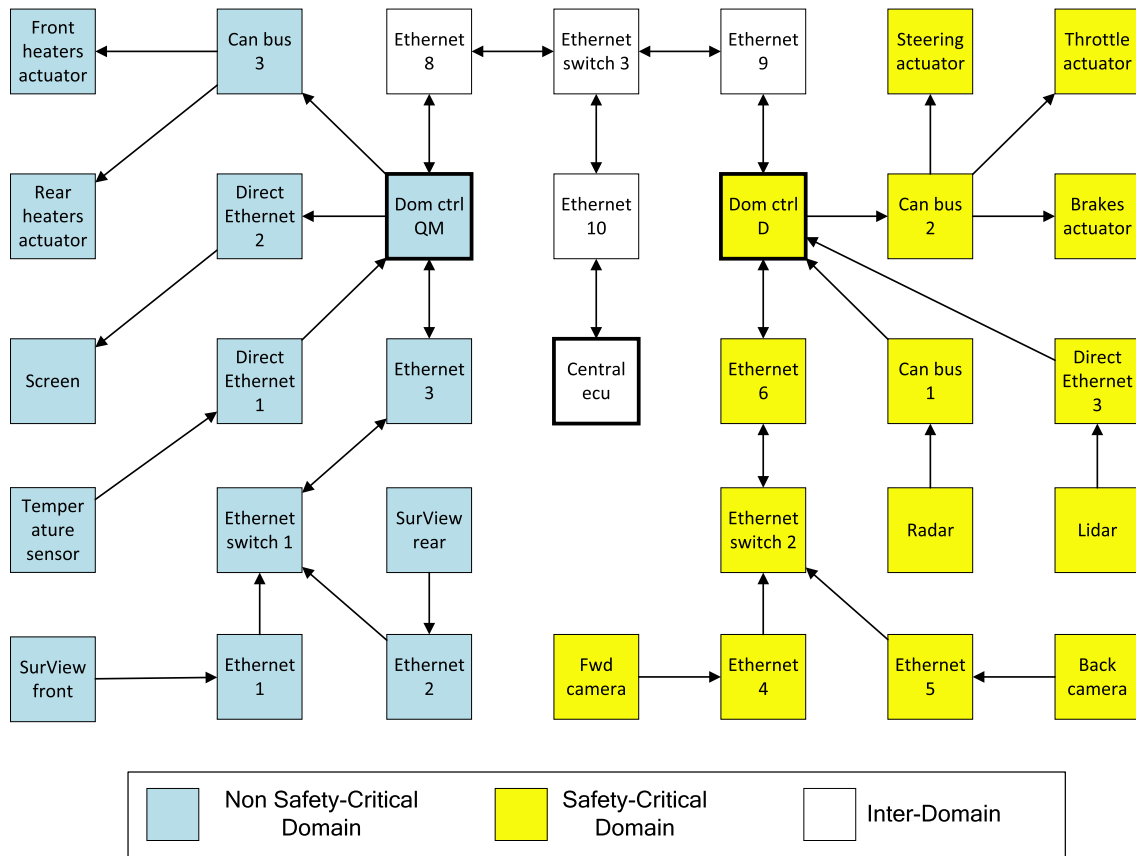 Front
heaters
actuator
Can bus
3
Ethernet
8
Ethernet
switch 3
Ethernet
9
Steering
actuator
Throttle
actuator
Rear
heaters
actuator
Direct
Ethernet
2
Dom ctrl
QM
Ethernet
10
Dom ctrl
D
Can bus
2
Brakes
actuator
Screen
Direct
Ethernet
1
Ethernet
3
Central
ecu
Ethernet
6
Can bus
1
Direct
Ethernet
3
Temper
ature
sensor
Ethernet
switch 1
SurView
rear
Ethernet
switch 2
Radar
Lidar
SurView
front
Ethernet
1
Ethernet
2
Fwd
camera
Ethernet
4
Ethernet
5
Back
camera
Non Safety-Critical
Domain
Safety-Critical
Domain
Inter-Domain